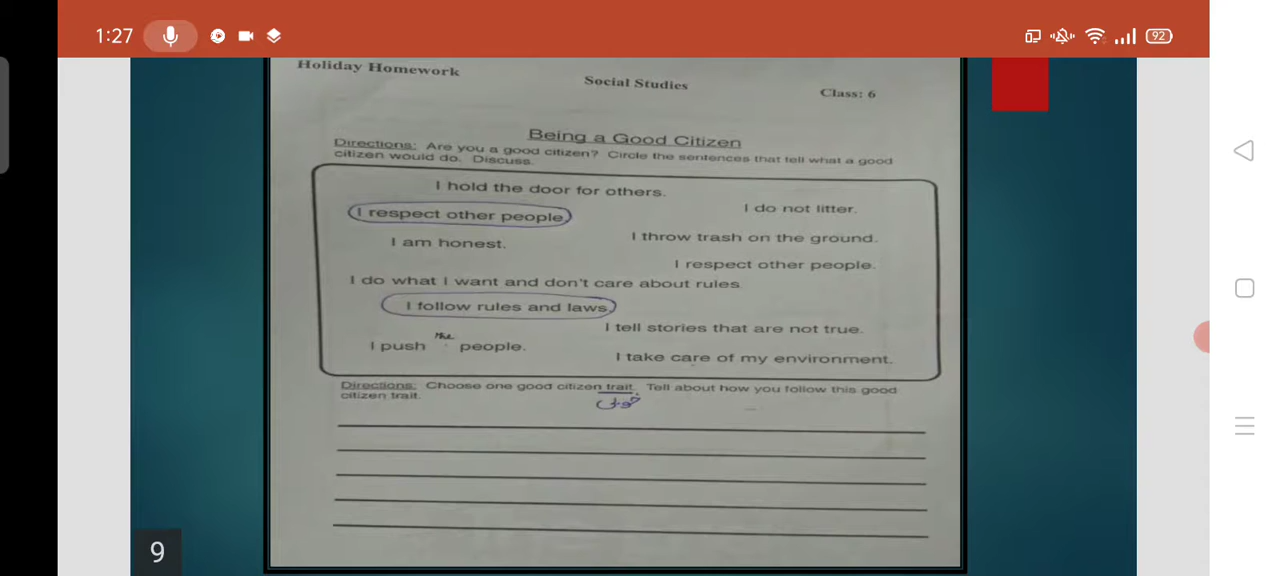 1:27
92
Holiday Homework
Social Studies
Class: 6
Being a Good Citizen
Directions: Are you a good citizen? Circle the sentences that tell what a good
citizen would do. Discuss.
I hold the door for others.
I do not litter.
I respect other people.
I throw trash on the ground.
I am honest.
I respect other people.
I do what I want and don't care about rules.
I follow rules and laws.
I tell stories that are not true.
the
I push people.
I take care of my environment.
Directions: Choose one good citizen trait. Tell about how you follow this good
citizen trait.
9